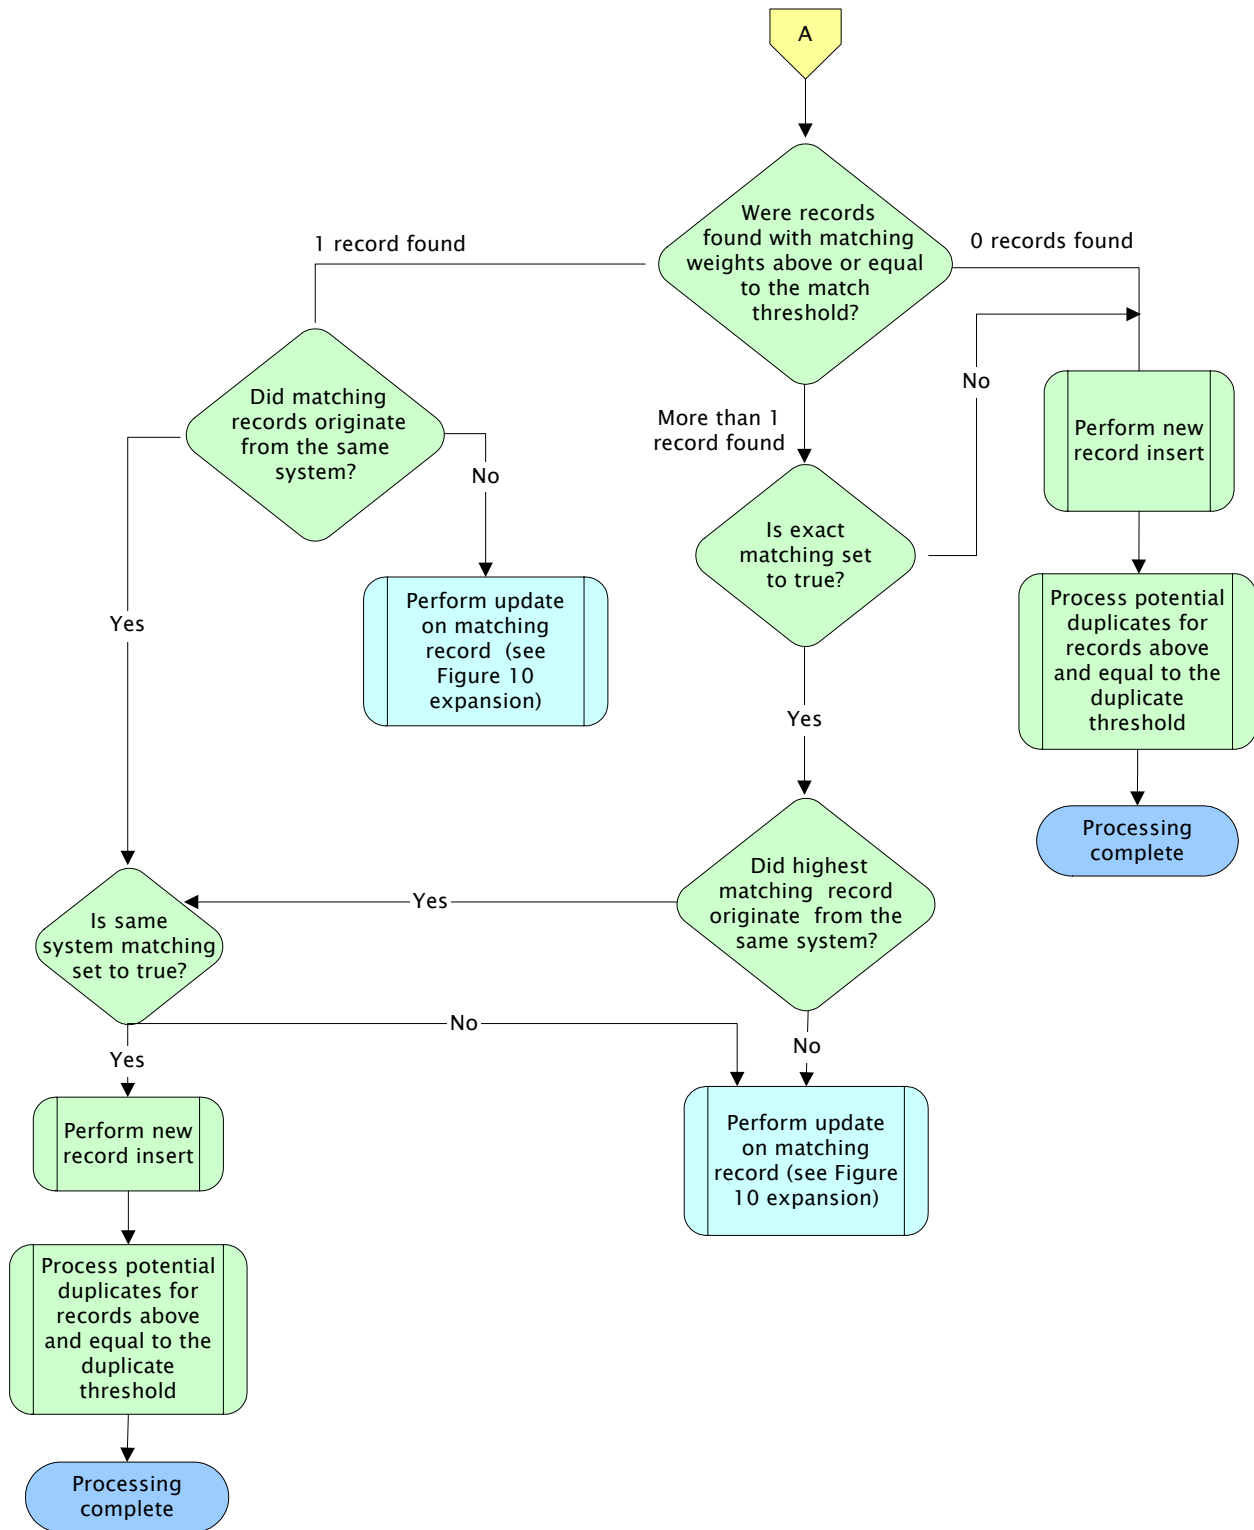 A
Were records
found with matching
weights above or equal
to the match
threshold?
1 record found
0 records found
Did matching
records originate
from the same
system?
No
More than 1
record found
No
Perform new
record insert
Is exact
matching set
to true?
Yes
Perform update
on matching
record (see
Figure 10
expansion)
Process potential
duplicates for
records above
and equal to the
duplicate
threshold
Yes
Processing
complete
Did highest
matching record
originate from the
same system?
Yes
Is same
system matching
set to true?
No
No
Yes
Perform new
record insert
Perform update
on matching
record (see Figure
10 expansion)
Process potential
duplicates for
records above
and equal to the
duplicate
threshold
Processing
complete